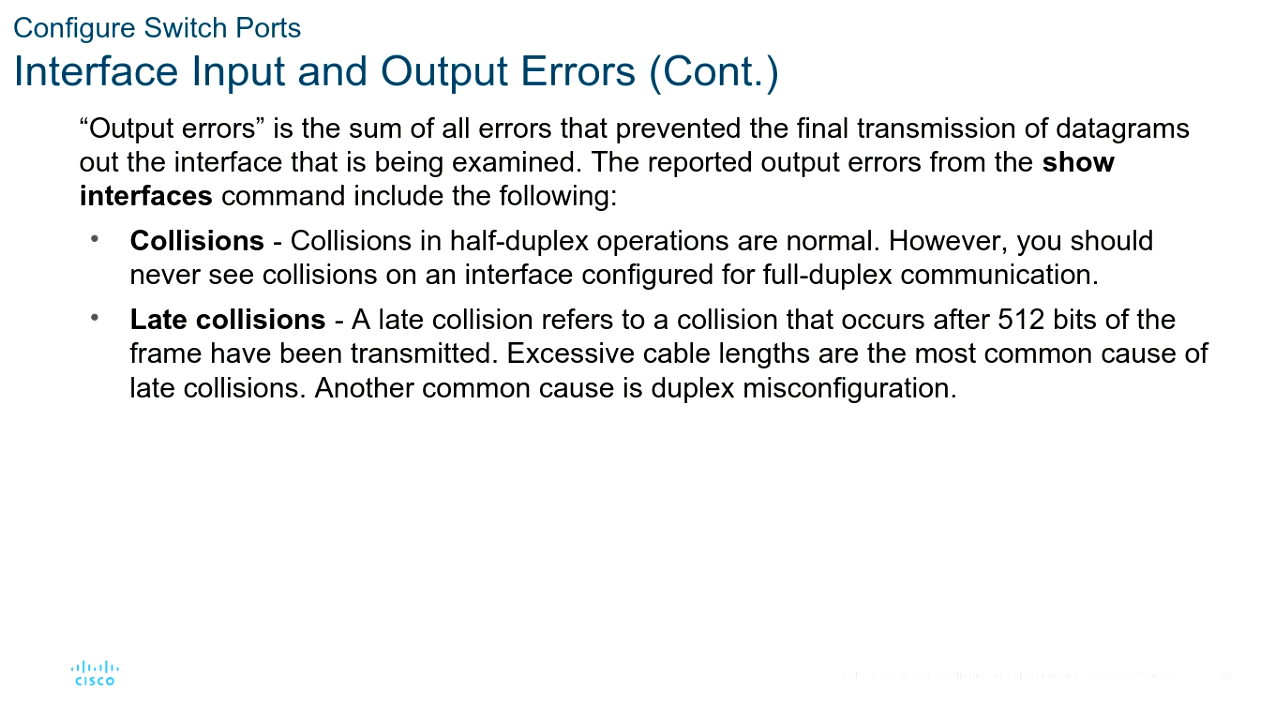 Configure Switch Ports
Interface Input and Output Errors (Cont.)
“Output errors” is the sum of all errors that prevented the final transmission of datagrams
out the interface that is being examined. The reported output errors from the show
interfaces command include the following:
• Collisions - Collisions in half-duplex operations are normal. However, you should
never see collisions on an interface configured for full-duplex communication.
• Late collisions - A late collision refers to a collision that occurs after 512 bits of the
frame have been transmitted. Excessive cable lengths are the most common cause of
late collisions. Another common cause is duplex misconfiguration.
CISCO